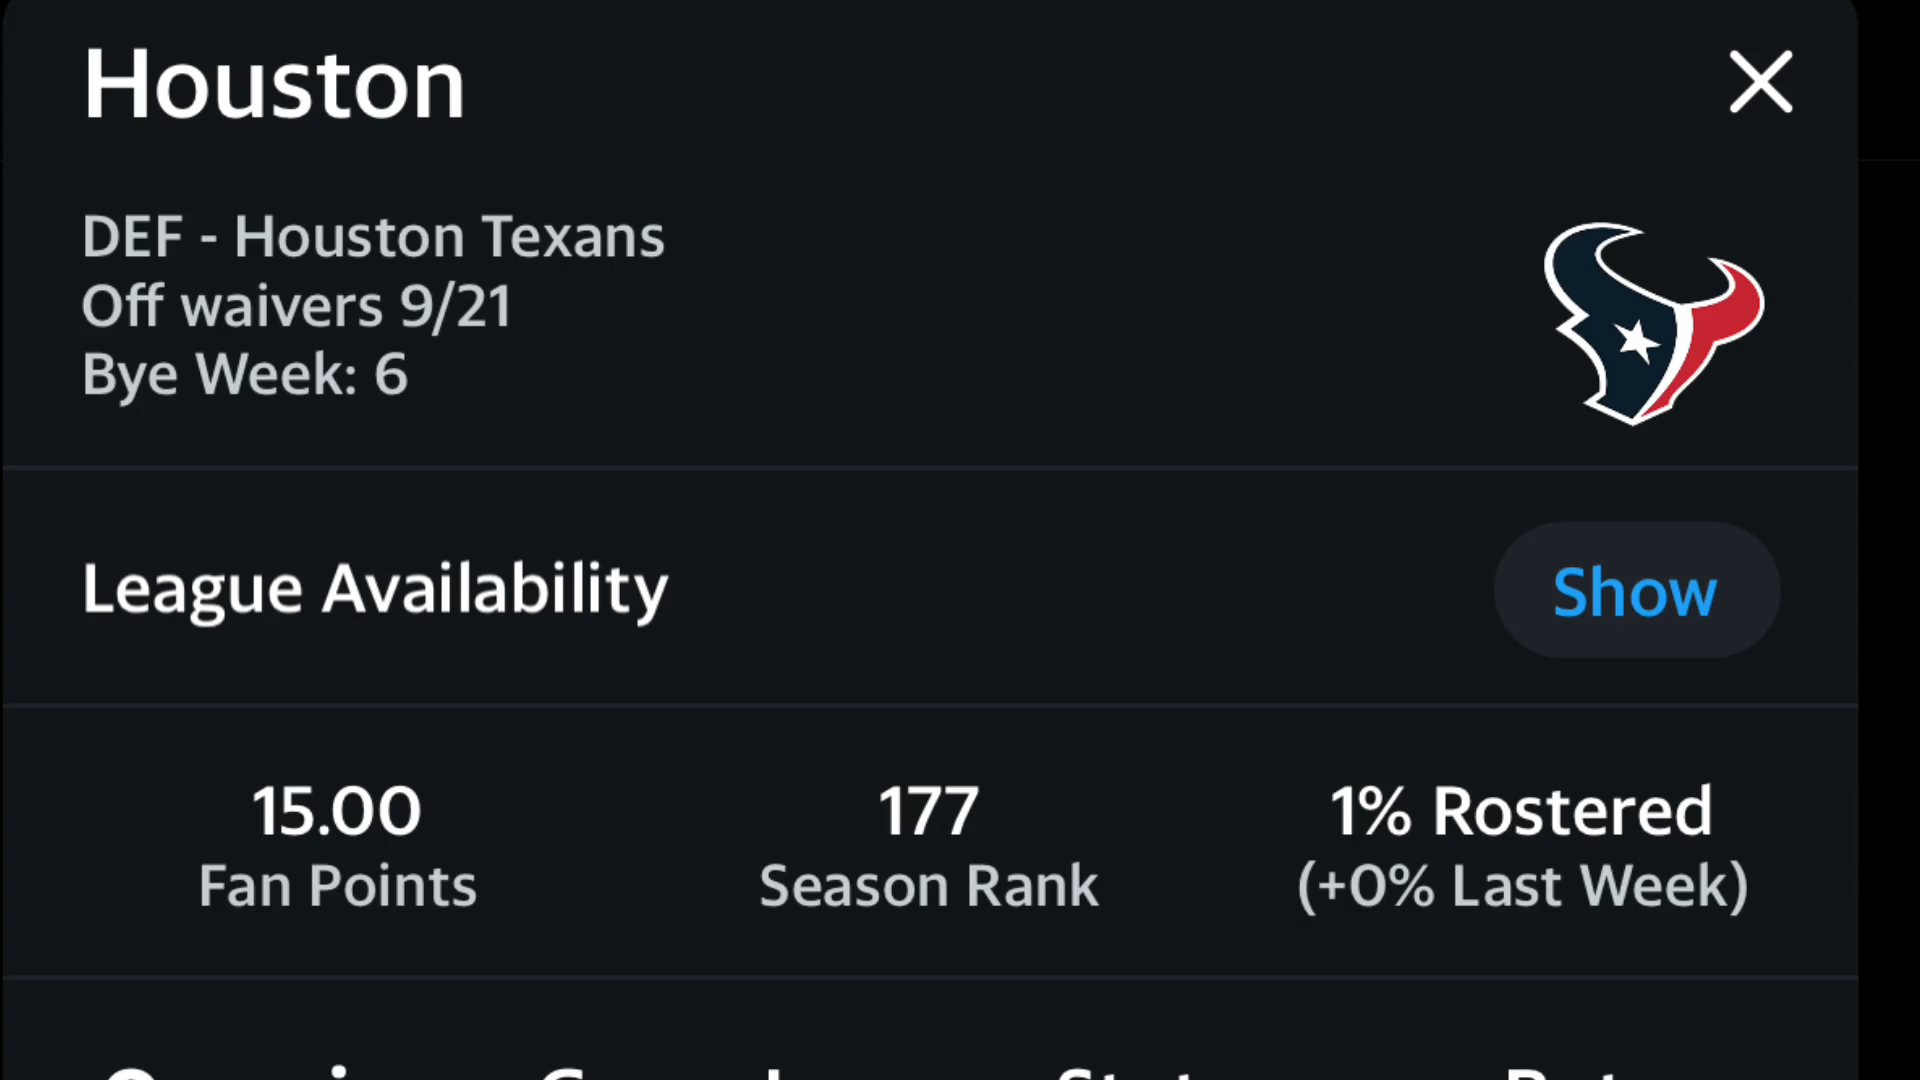 Houston
DEF - Houston Texans
Off waivers 9/21
Bye Week: 6
League Availability
Show
15.00
Fan Points
177
Season Rank
1% Rostered
(+0% Last Week)